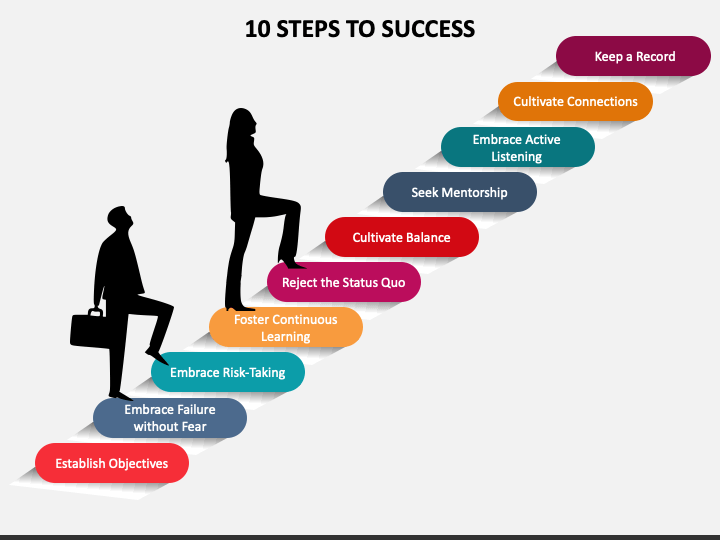 10 STEPS TO SUCCESS
Keep a Record
Cultivate Connections
Embrace Active
Listening
Seek Mentorship
Cultivate Balance
Reject the Status Quo
Foster Continuous
Learning
Embrace Risk-Taking
Embrace Failure
without Fear
Establish Objectives